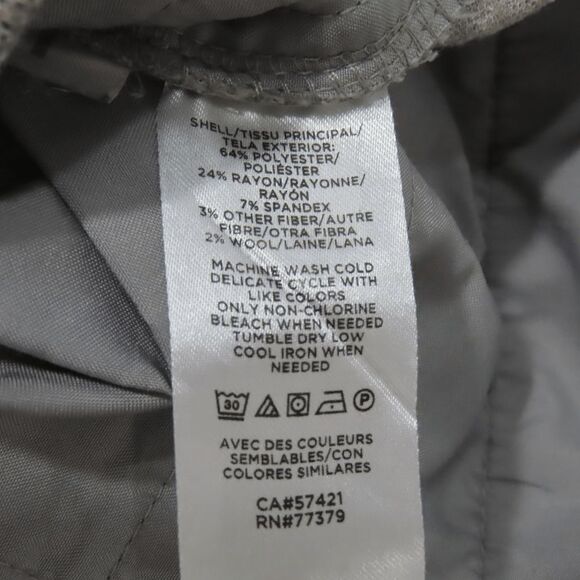 SHELL/TISSU PRINCIPAL/
TELA EXTERIOR:
64% POLYESTER/
POLIÉSTER
24% RAYON/RAYONNE/
RAYÓN
7% SPANDEX
3% OTHER FIBER/AUTRE
FIBRE/OTRA FIBRA
2% WOOL/LAINE/LANA
MACHINE WASH COLD
DELICATE CYCLE WITH
LIKE COLORS
ONLY NON-CHLORINE
BLEACH WHEN NEEDED
TUMBLE DRY LOW
COOL IRON WHEN
NEEDED
30 P
AVEC DES COULEURS
SEMBLABLES/CON
COLORES SIMILARES
CA#57421
RN#77379